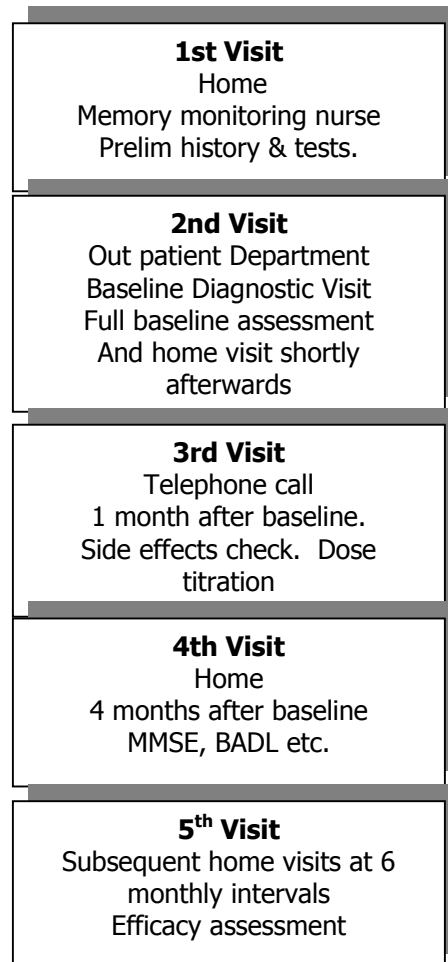 1st Visit
Home
Memory monitoring nurse
Prelim history & tests.
2nd Visit
Out patient Department
Baseline Diagnostic Visit
Full baseline assessment
And home visit shortly
afterwards
3rd Visit
Telephone call
1 month after baseline.
Side effects check.  Dose
titration
4th Visit
Home
4 months after baseline
MMSE, BADL etc.
5th Visit
Subsequent home visits at 6
monthly intervals
Efficacy assessment